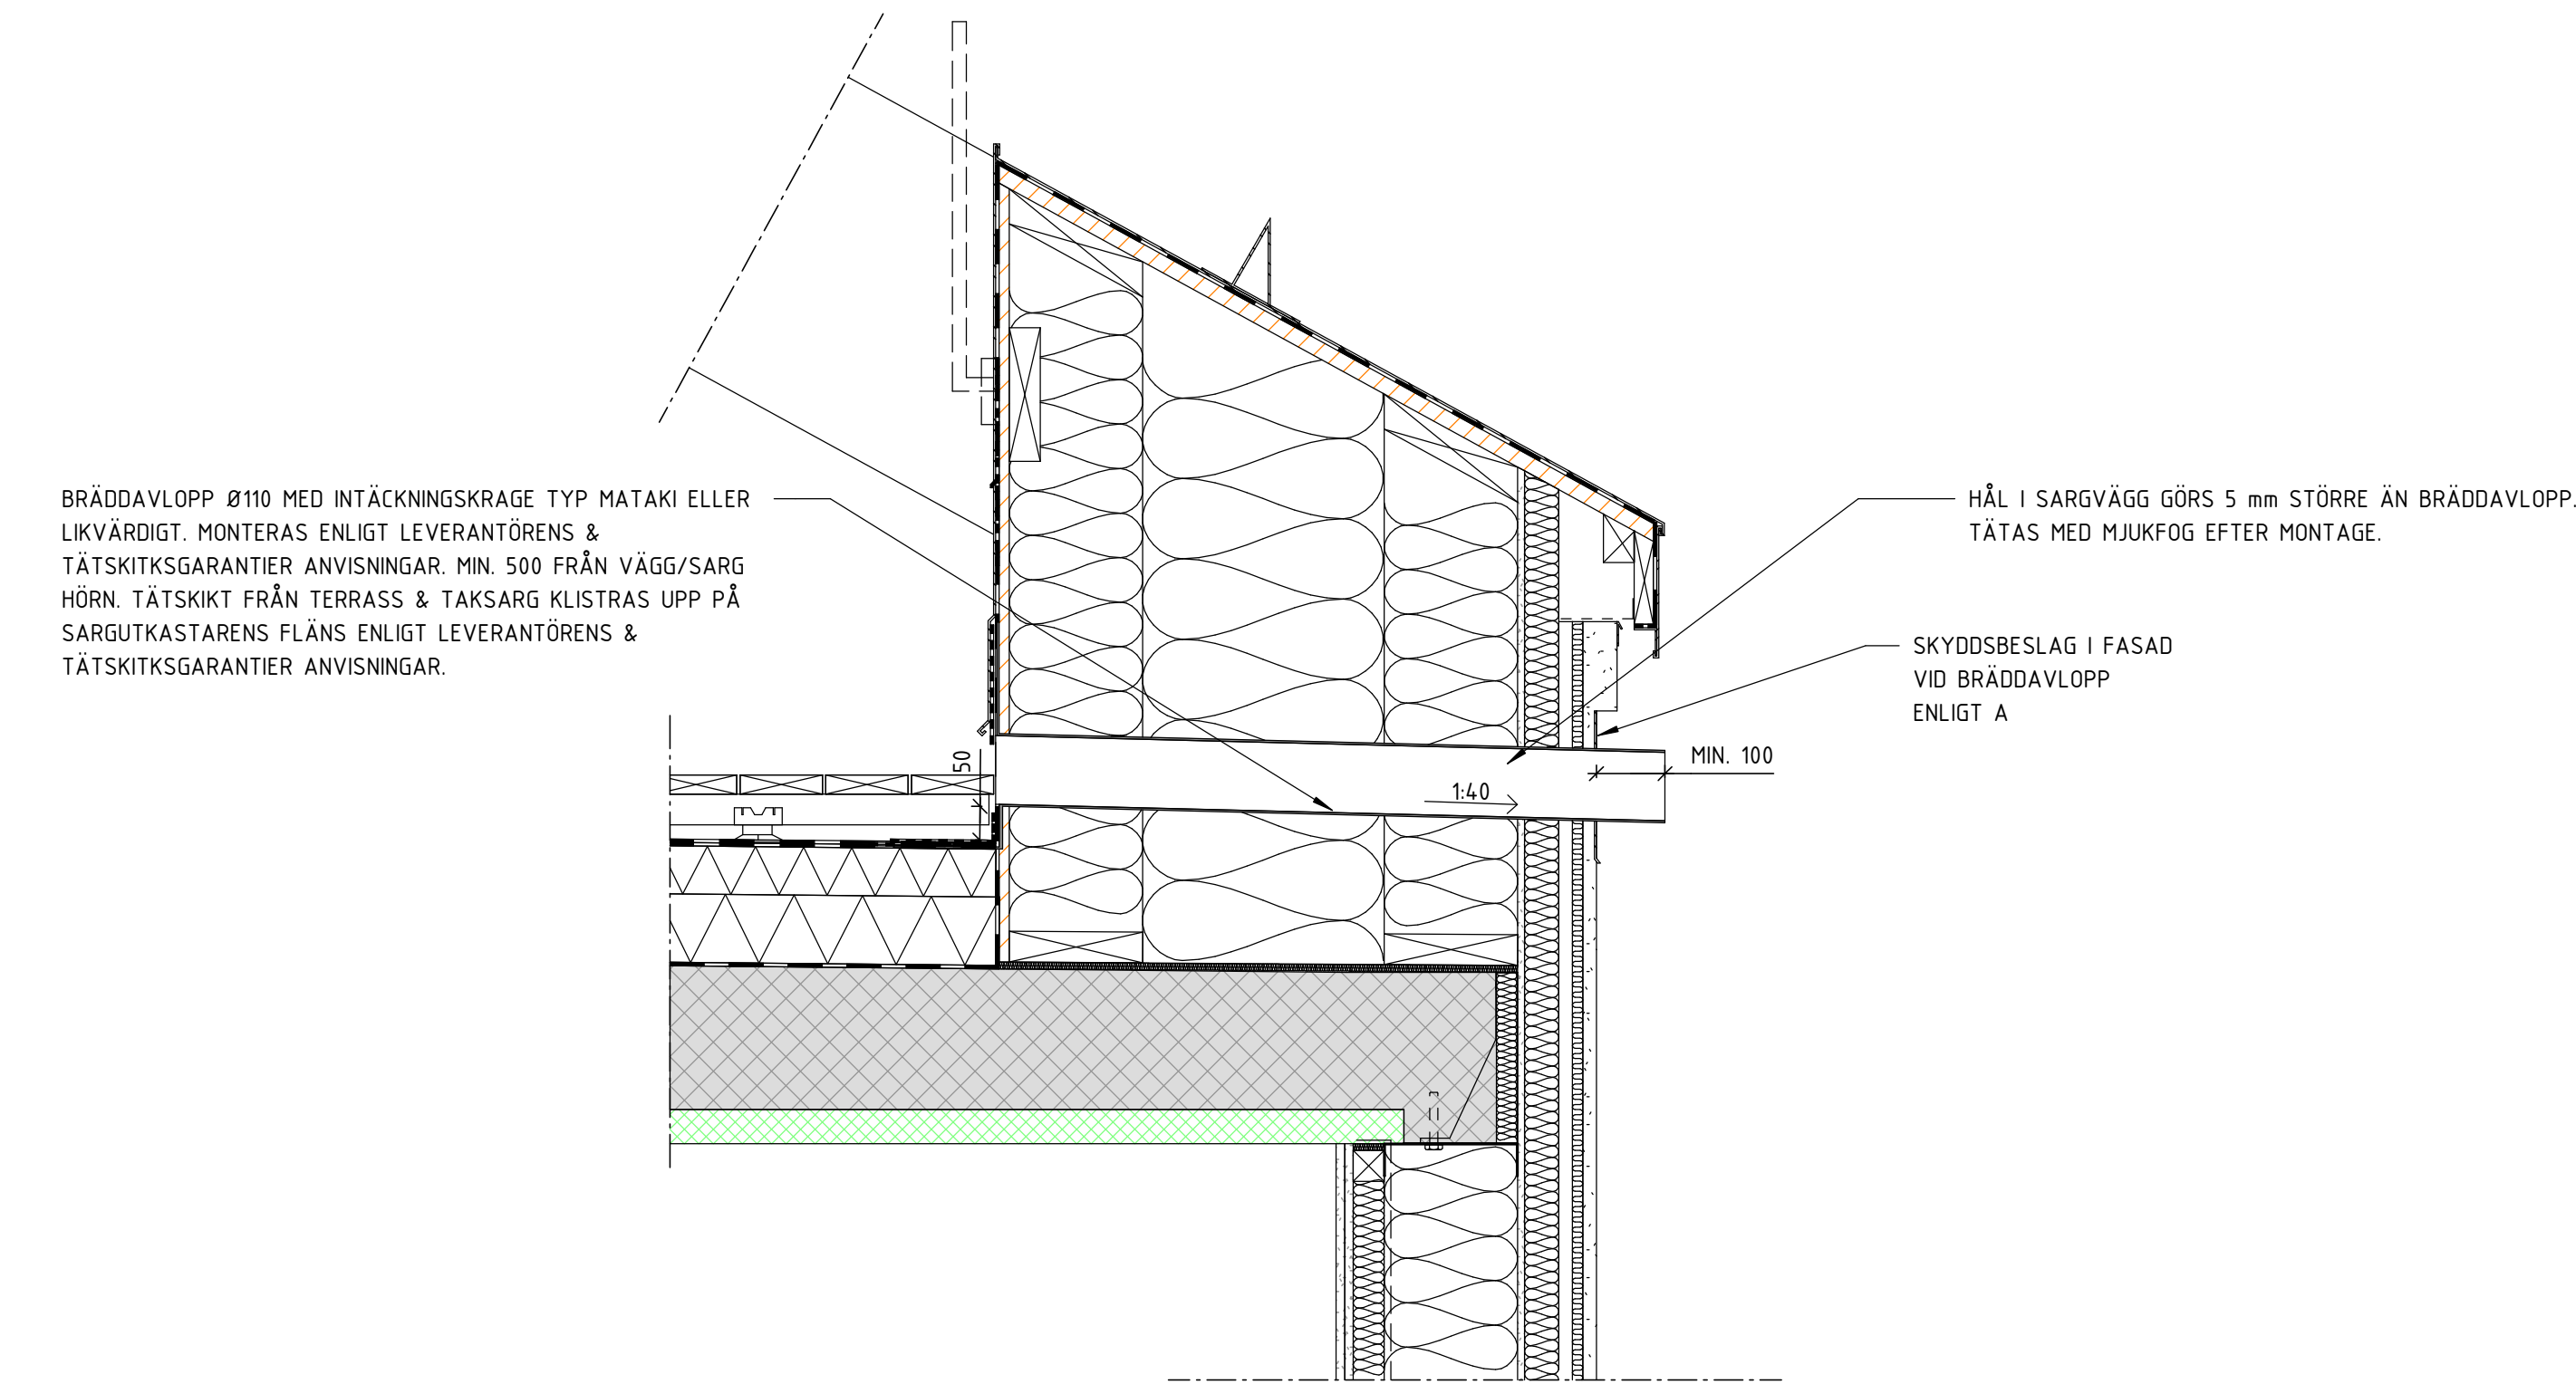 BRÄDDAVLOPP Ø110 MED INTÄCKNINGSKRAGE TYP MATAKI ELLER
LIKVÄRDIGT. MONTERAS ENLIGT LEVERANTÖRENS &
TÄTSKITKSGARANTIER ANVISNINGAR. MIN. 500 FRÅN VÄGG/SARG
HÖRN. TÄTSKIKT FRÅN TERRASS & TAKSARG KLISTRAS UPP PÅ
SARGUTKASTARENS FLÄNS ENLIGT LEVERANTÖRENS &
TÄTSKITKSGARANTIER ANVISNINGAR.
HÅL I SARGVÄGG GÖRS 5 mm STÖRRE ÄN BRÄDDAVLOPP.
TÄTAS MED MJUKFOG EFTER MONTAGE.
SKYDDSBESLAG I FASAD
VID BRÄDDAVLOPP
ENLIGT A
50
MIN. 100
1:40